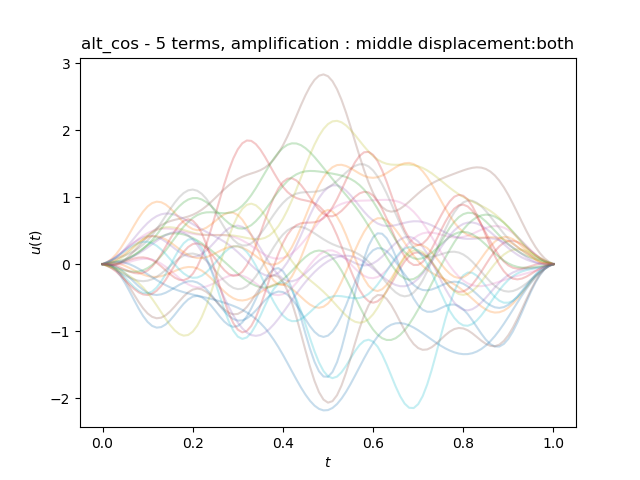 alt_cos - 5 terms, amplification : middle displacement:both
3
2
1
0
−1
−2
u(t)
0.0 0.2 0.4 0.6 0.8 1.0
t